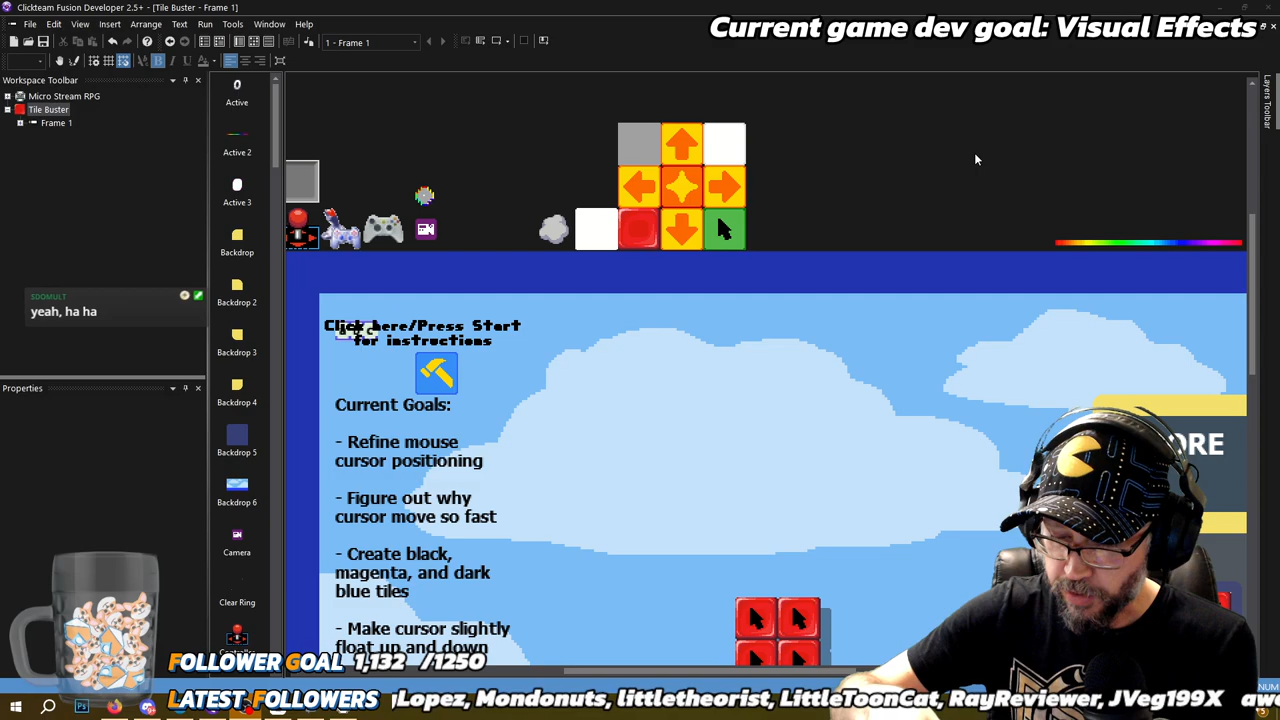 Clickteam Fusion Developer 2.5+ - [Tile Buster - Frame 1]
Current game dev goal: Visual Effects
File Edit View Insert Arrange Text Run Tools Window Help
1 - Frame 1
Workspace Toolbar
Micro Stream RPG
Tile Buster
Frame 1
Active
Active 2
Active 3
Backdrop
Backdrop 2
Backdrop 3
Backdrop 4
Backdrop 5
Backdrop 6
Camera
Clear Ring
Layers Toolbar
SDOMULT
yeah, ha ha
Properties
Click here/Press Start
for instructions
Current Goals:
- Refine mouse
cursor positioning
- Figure out why
cursor move so fast
- Create black,
magenta, and dark
blue tiles
- Make cursor slightly
float up and down
ORE
FOLLOWER GOAL 1,132 /1250
LATEST FOLLOWERS Lopez, Mondonuts, littletheorist, LittleToonCat, RayReviewer, JVeg199X
NUM